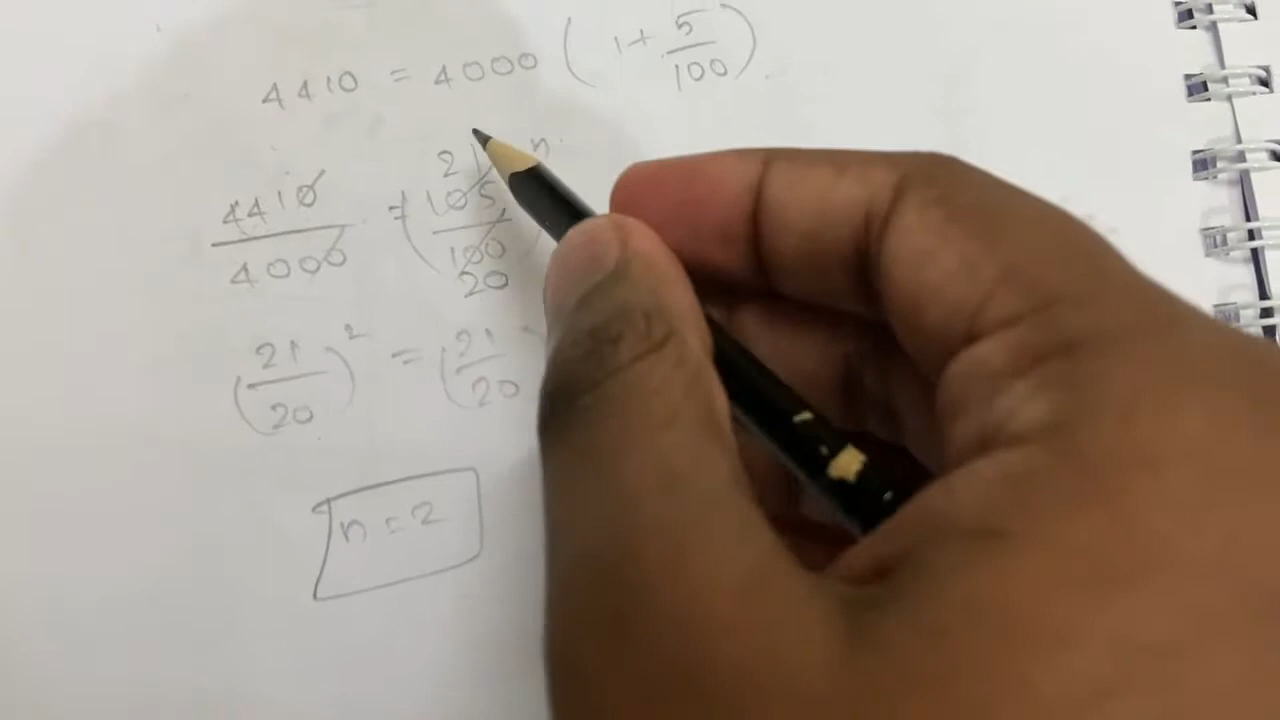 4410 = 4000 ( 1 + 5/100 )
4410/4000 = ( 105/100 21 20 ) n
( 21/20 )² = ( 21/20
n = 2